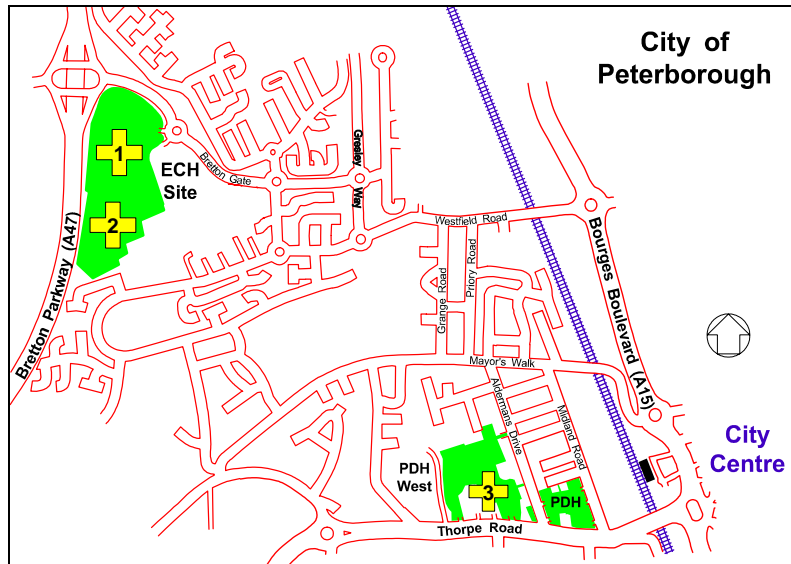 City of
Peterborough
1
ECH
Site
2
Bretton Gate
Gresley Way
Bretton Parkway (A47)
Westfield Road
Bourges Boulevard (A15)
Grange Road
Priory Road
Mayor's Walk
Aldermans Drive
Midland Road
City
Centre
PDH
West
3
PDH
Thorpe Road